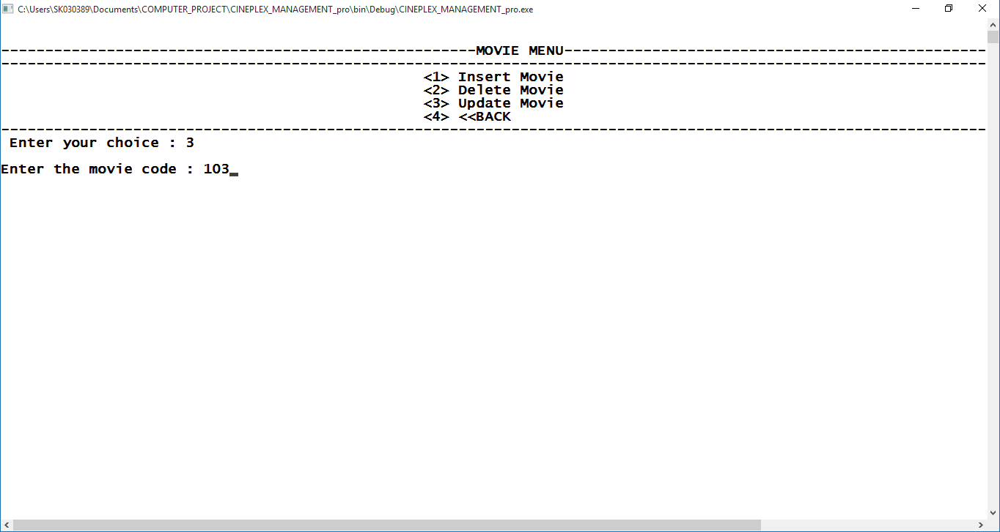 C:\Users\SK030389\Documents\COMPUTER_PROJECT\CINEPLEX_MANAGEMENT_pro\bin\Debug\CINEPLEX_MANAGEMENT_pro.exe
------------------------------------------------------MOVIE MENU------------------------------------------------
----------------------------------------------------------------------------------------------------------------
<1> Insert Movie
<2> Delete Movie
<3> Update Movie
<4> <<BACK
----------------------------------------------------------------------------------------------------------------
Enter your choice : 3
Enter the movie code : 103_